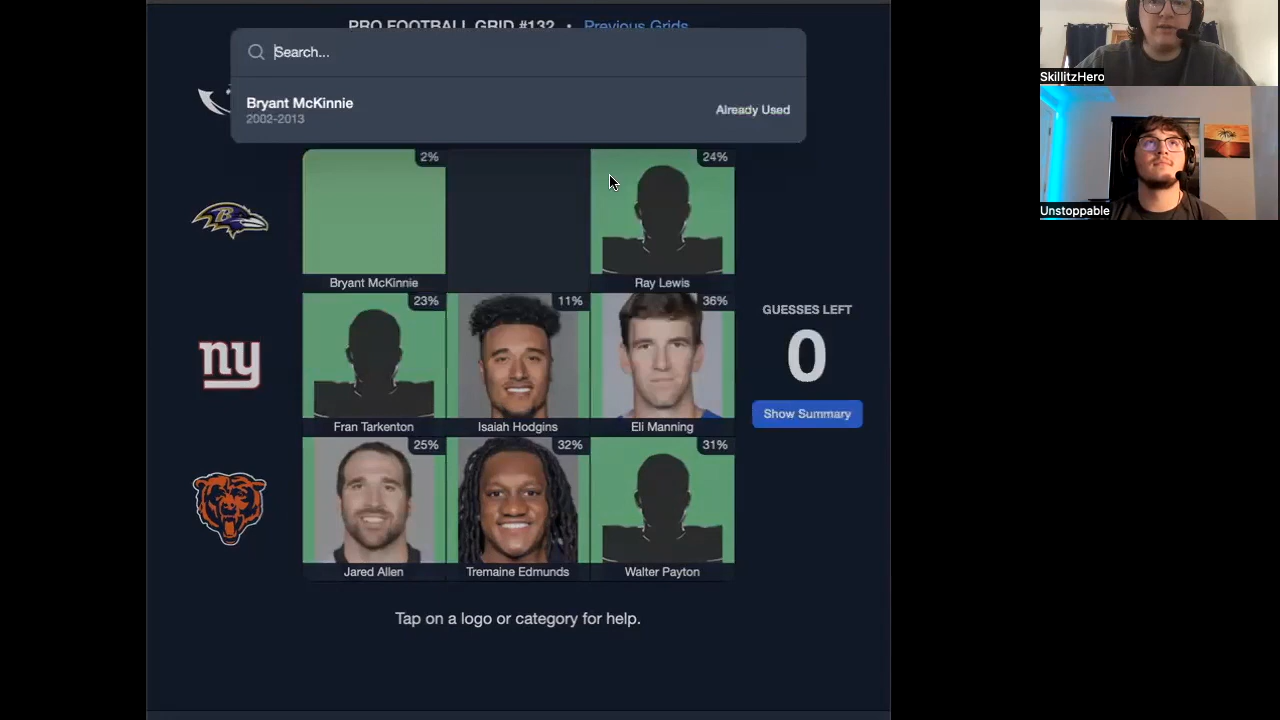 PRO FOOTBALL GRID #132 • Previous Grids
Search...
Bryant McKinnie
2002-2013
Already Used
2%
24%
Bryant McKinnie
Ray Lewis
23%
11%
36%
Fran Tarkenton
Isaiah Hodgins
Eli Manning
GUESSES LEFT
0
Show Summary
25%
32%
31%
Jared Allen
Tremaine Edmunds
Walter Payton
Tap on a logo or category for help.
ny
B
SkillitzHero
Unstoppable